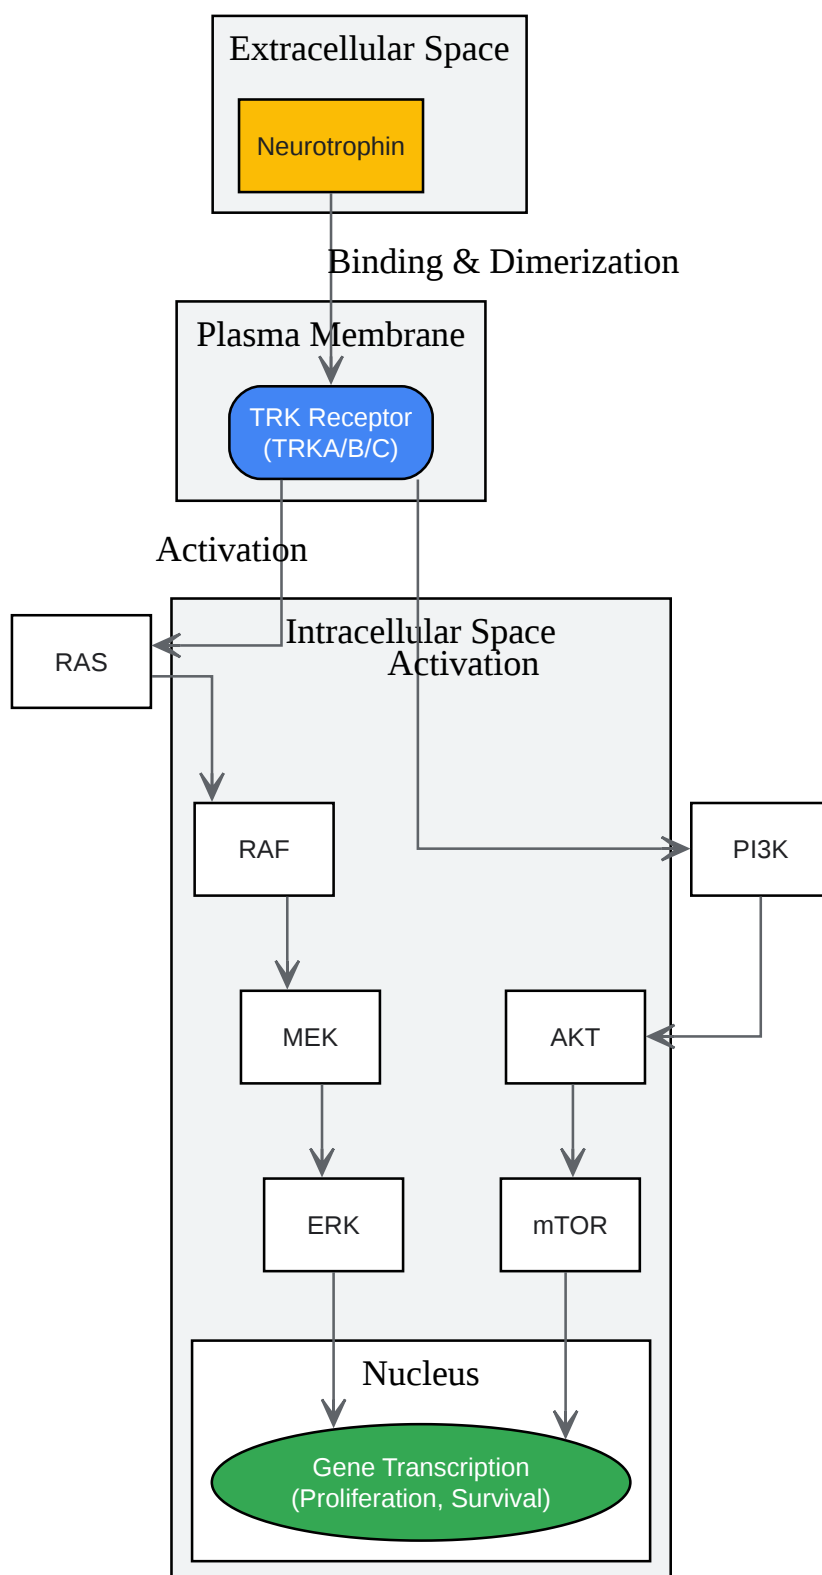 Extracellular Space
Neurotrophin
Binding & Dimerization
Plasma Membrane
TRK Receptor
(TRKA/B/C)
Activation
Intracellular Space
Activation
RAS
RAF
PI3K
MEK
AKT
ERK
mTOR
Nucleus
Gene Transcription
(Proliferation, Survival)